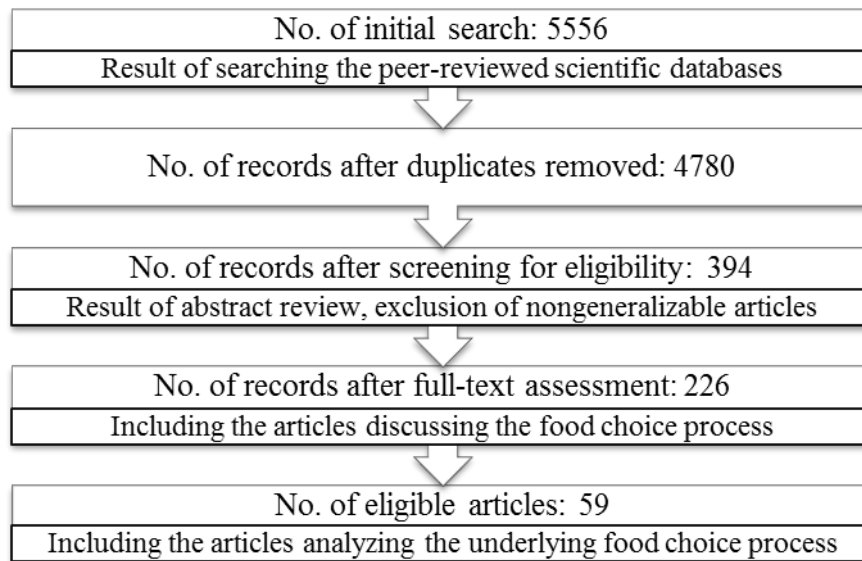 No. of initial search: 5556
Result of searching the peer-reviewed scientific databases
No. of records after duplicates removed: 4780
No. of records after screening for eligibility: 394
Result of abstract review, exclusion of nongeneralizable articles
No. of records after full-text assessment: 226
Including the articles discussing the food choice process
No. of eligible articles: 59
Including the articles analyzing the underlying food choice process